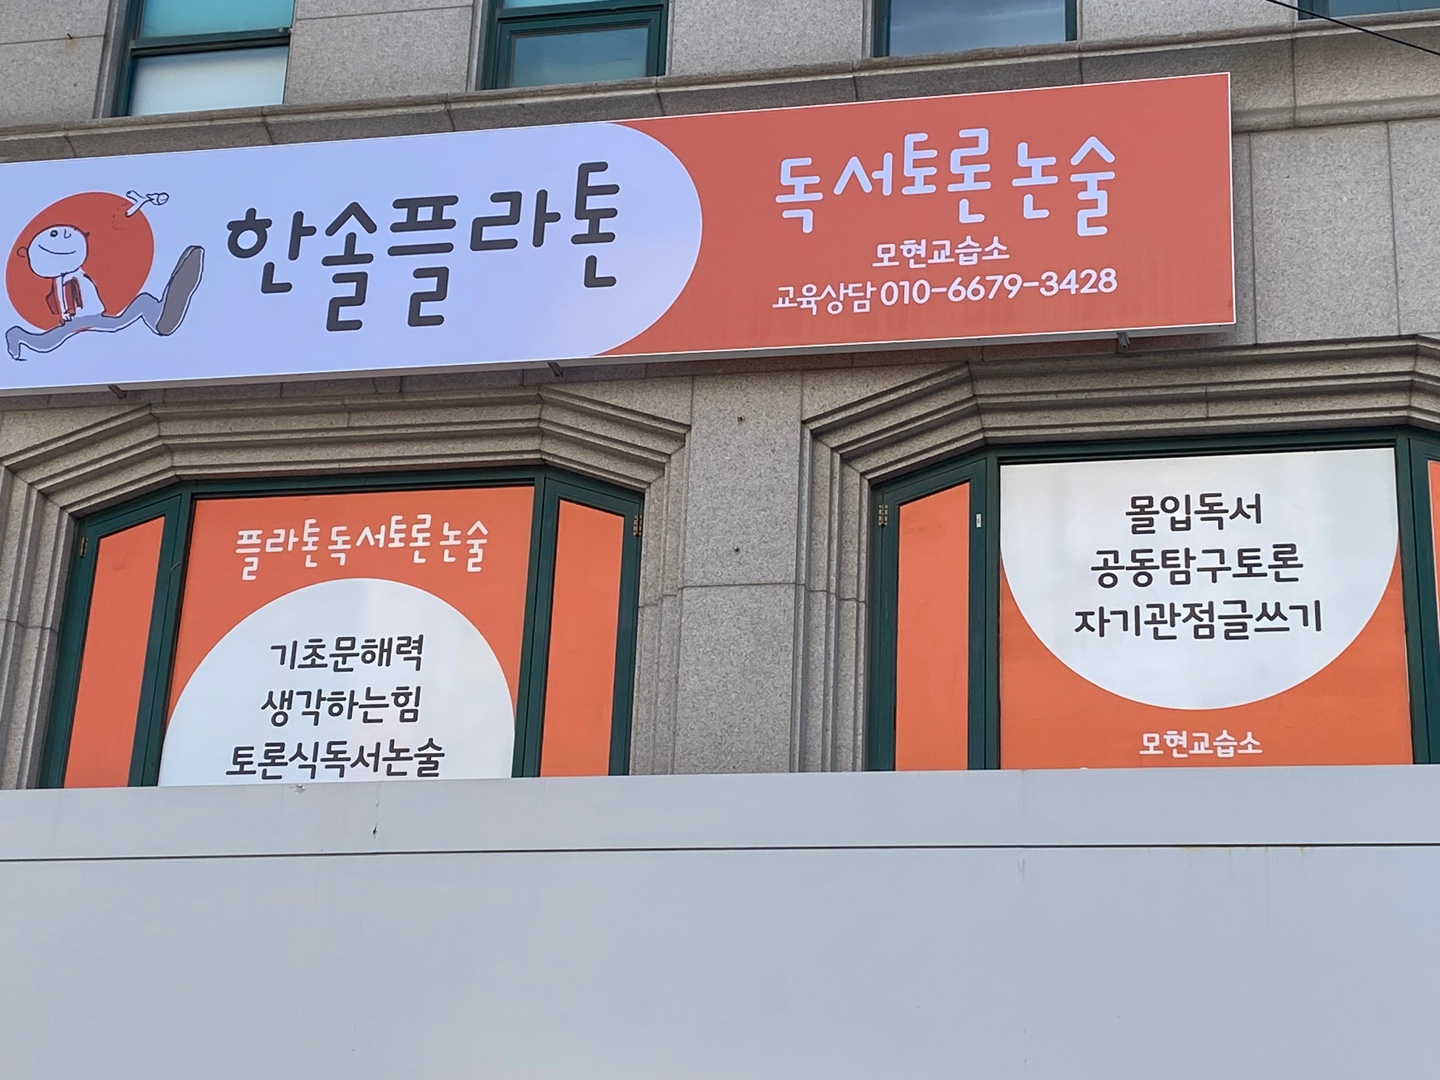 한솔플라톤
독서토론논술
모현교습소
교육상담 010-6679-3428
플라톤 독서토론논술
기초문해력
생각하는힘
토론식독서논술
몰입독서
공동탐구토론
자기관점글쓰기
모현교습소